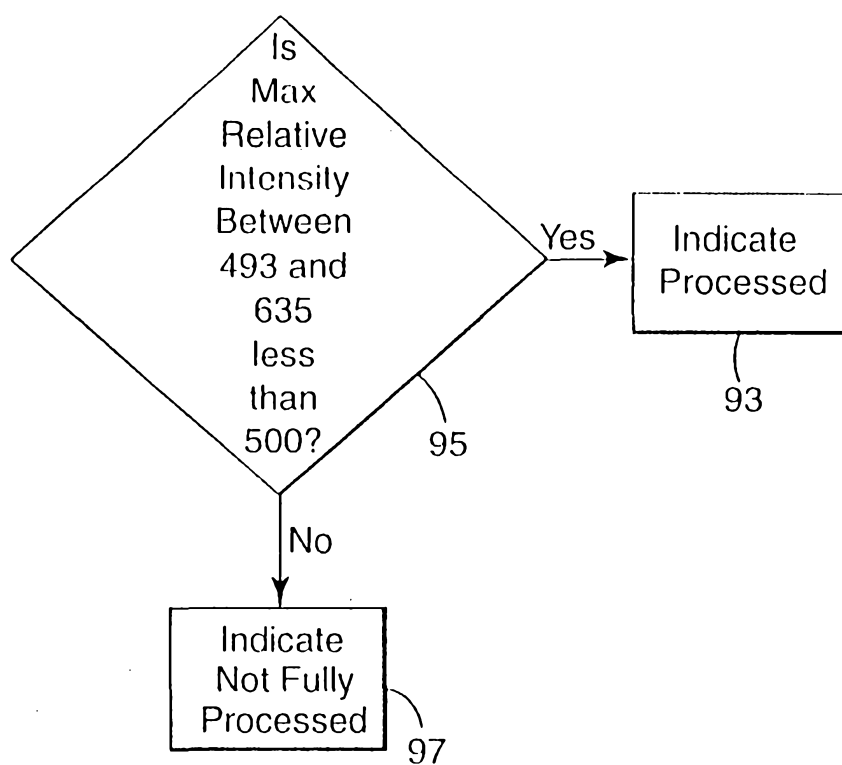 Is
Max
Relative
Intensity
Between
493 and
635
less
than
500?
Yes
Indicate
Processed
93
95
No
Indicate
Not Fully
Processed
97